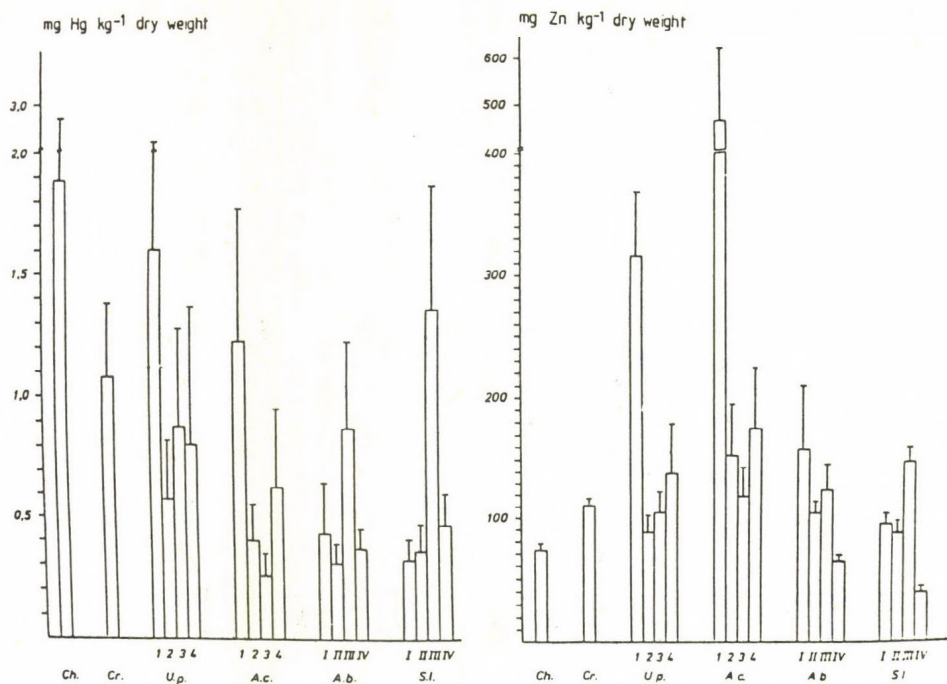 mg Hg kg⁻¹ dry weight
3,0
2,0
1,5
1,0
0,5
1 2 3 4 1 2 3 4 I II III IV I II III IV
Ch. Cr. U.p. A.c. A.b. S.l.
mg Zn kg⁻¹ dry weight
600
500
400
300
200
100
1 2 3 4 1 2 3 4 I II III IV I II III IV
Ch. Cr. U.p. A c. A b S l